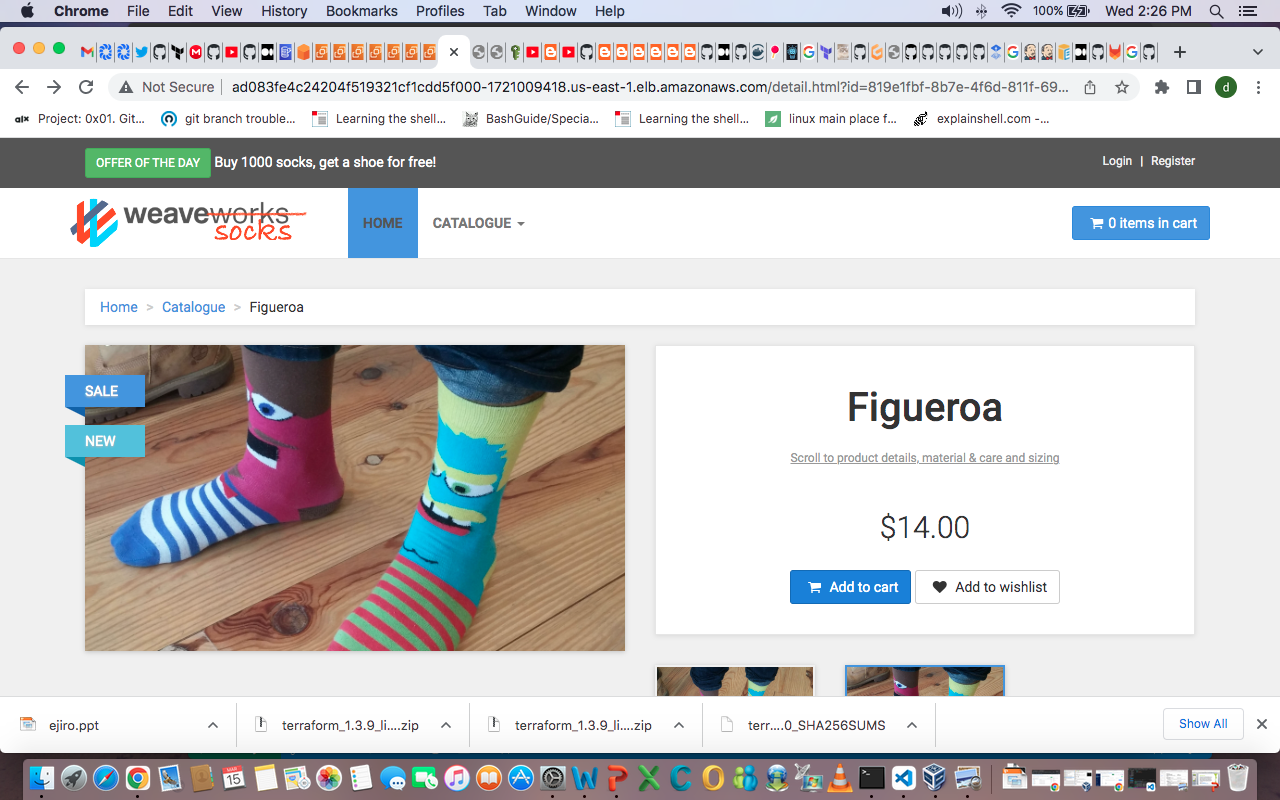 Chrome File Edit View History Bookmarks Profiles Tab Window Help 100% Wed 2:26 PM
Not Secure ad083fe4c24204f519321cf1cdd5f000-1721009418.us-east-1.elb.amazonaws.com/detail.html?id=819e1fbf-8b7e-4f6d-811f-69... d
alx Project: 0x01. Git... git branch trouble... Learning the shell... BashGuide/Specia... Learning the shell... linux main place f... explainshell.com -...
OFFER OF THE DAY Buy 1000 socks, get a shoe for free! Login | Register
weaveworks
socks
HOME CATALOGUE 0 items in cart
Home > Catalogue > Figueroa
SALE
NEW
Figueroa
Scroll to product details, material & care and sizing
$14.00
Add to cart Add to wishlist
ejiro.ppt terraform_1.3.9_li....zip terraform_1.3.9_li....zip terr....0_SHA256SUMS Show All
MAR
15